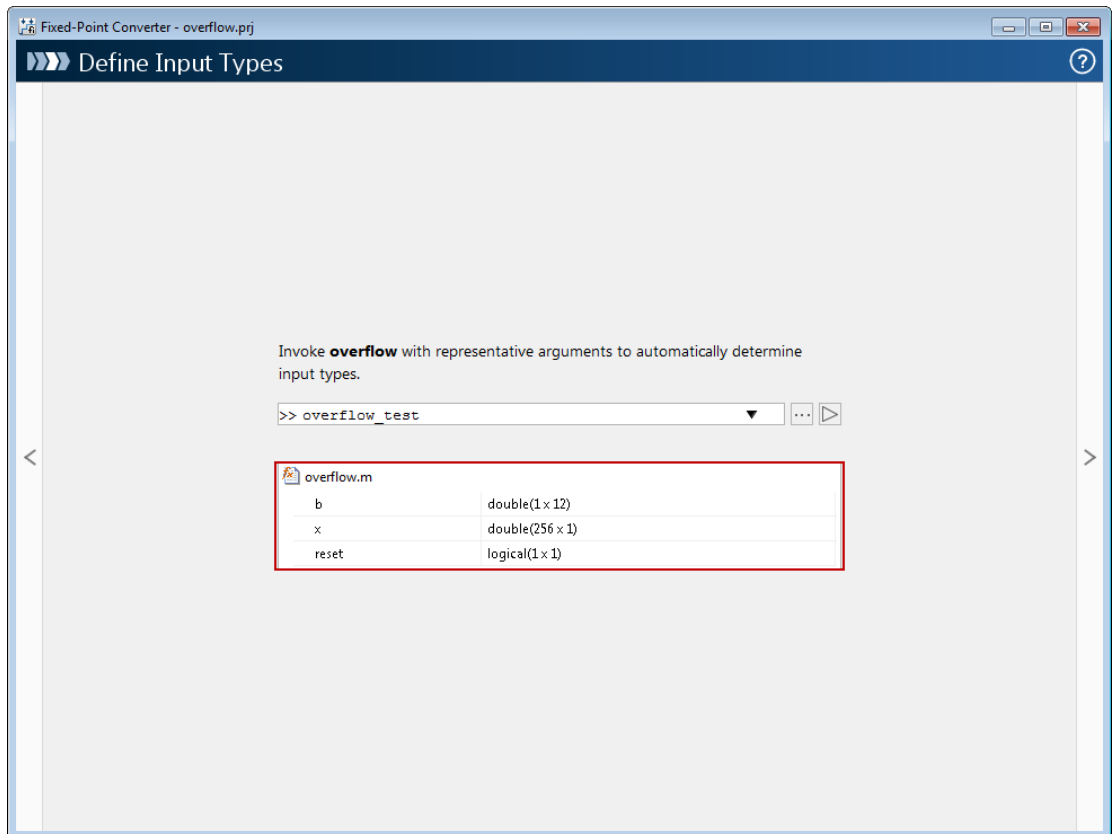 Fixed-Point Converter - overflow.prj
Define Input Types
?
Invoke overflow with representative arguments to automatically determine
input types.
>> overflow_test
...
overflow.m
b double(1 x 12)
x double(256 x 1)
reset logical(1 x 1)